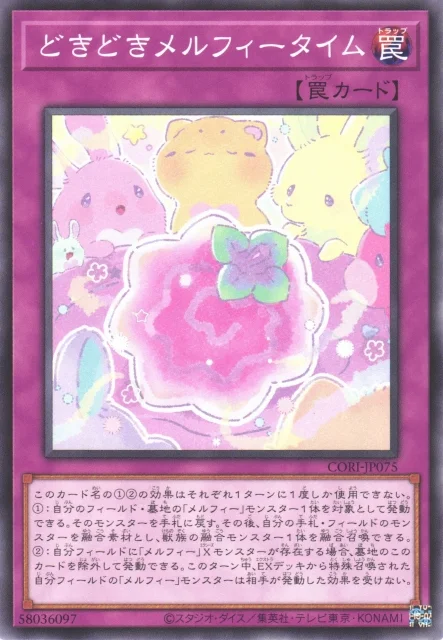 どきどきメルフィータイム 罠
トラップ
【罠カード】
トラップ
CORI-JP075
このカード名の①②の効果はそれぞれ1ターンに1度しか使用できない。
①:自分のフィールド・墓地の「メルフィー」モンスター1体を対象として発動
できる。そのモンスターを手札に戻す。その後、自分の手札・フィールドのモン
スターを融合素材とし、獣族の融合モンスター1体を融合召喚できる。
②:自分フィールドに「メルフィー」Xモンスターが存在する場合、墓地のこの
カードを除外して発動できる。このターン中、EXデッキから特殊召喚された
自分フィールドの「メルフィー」モンスターは相手が発動した効果を受けない。
58036097
©スタジオ・ダイス/集英社・テレビ東京・KONAMI